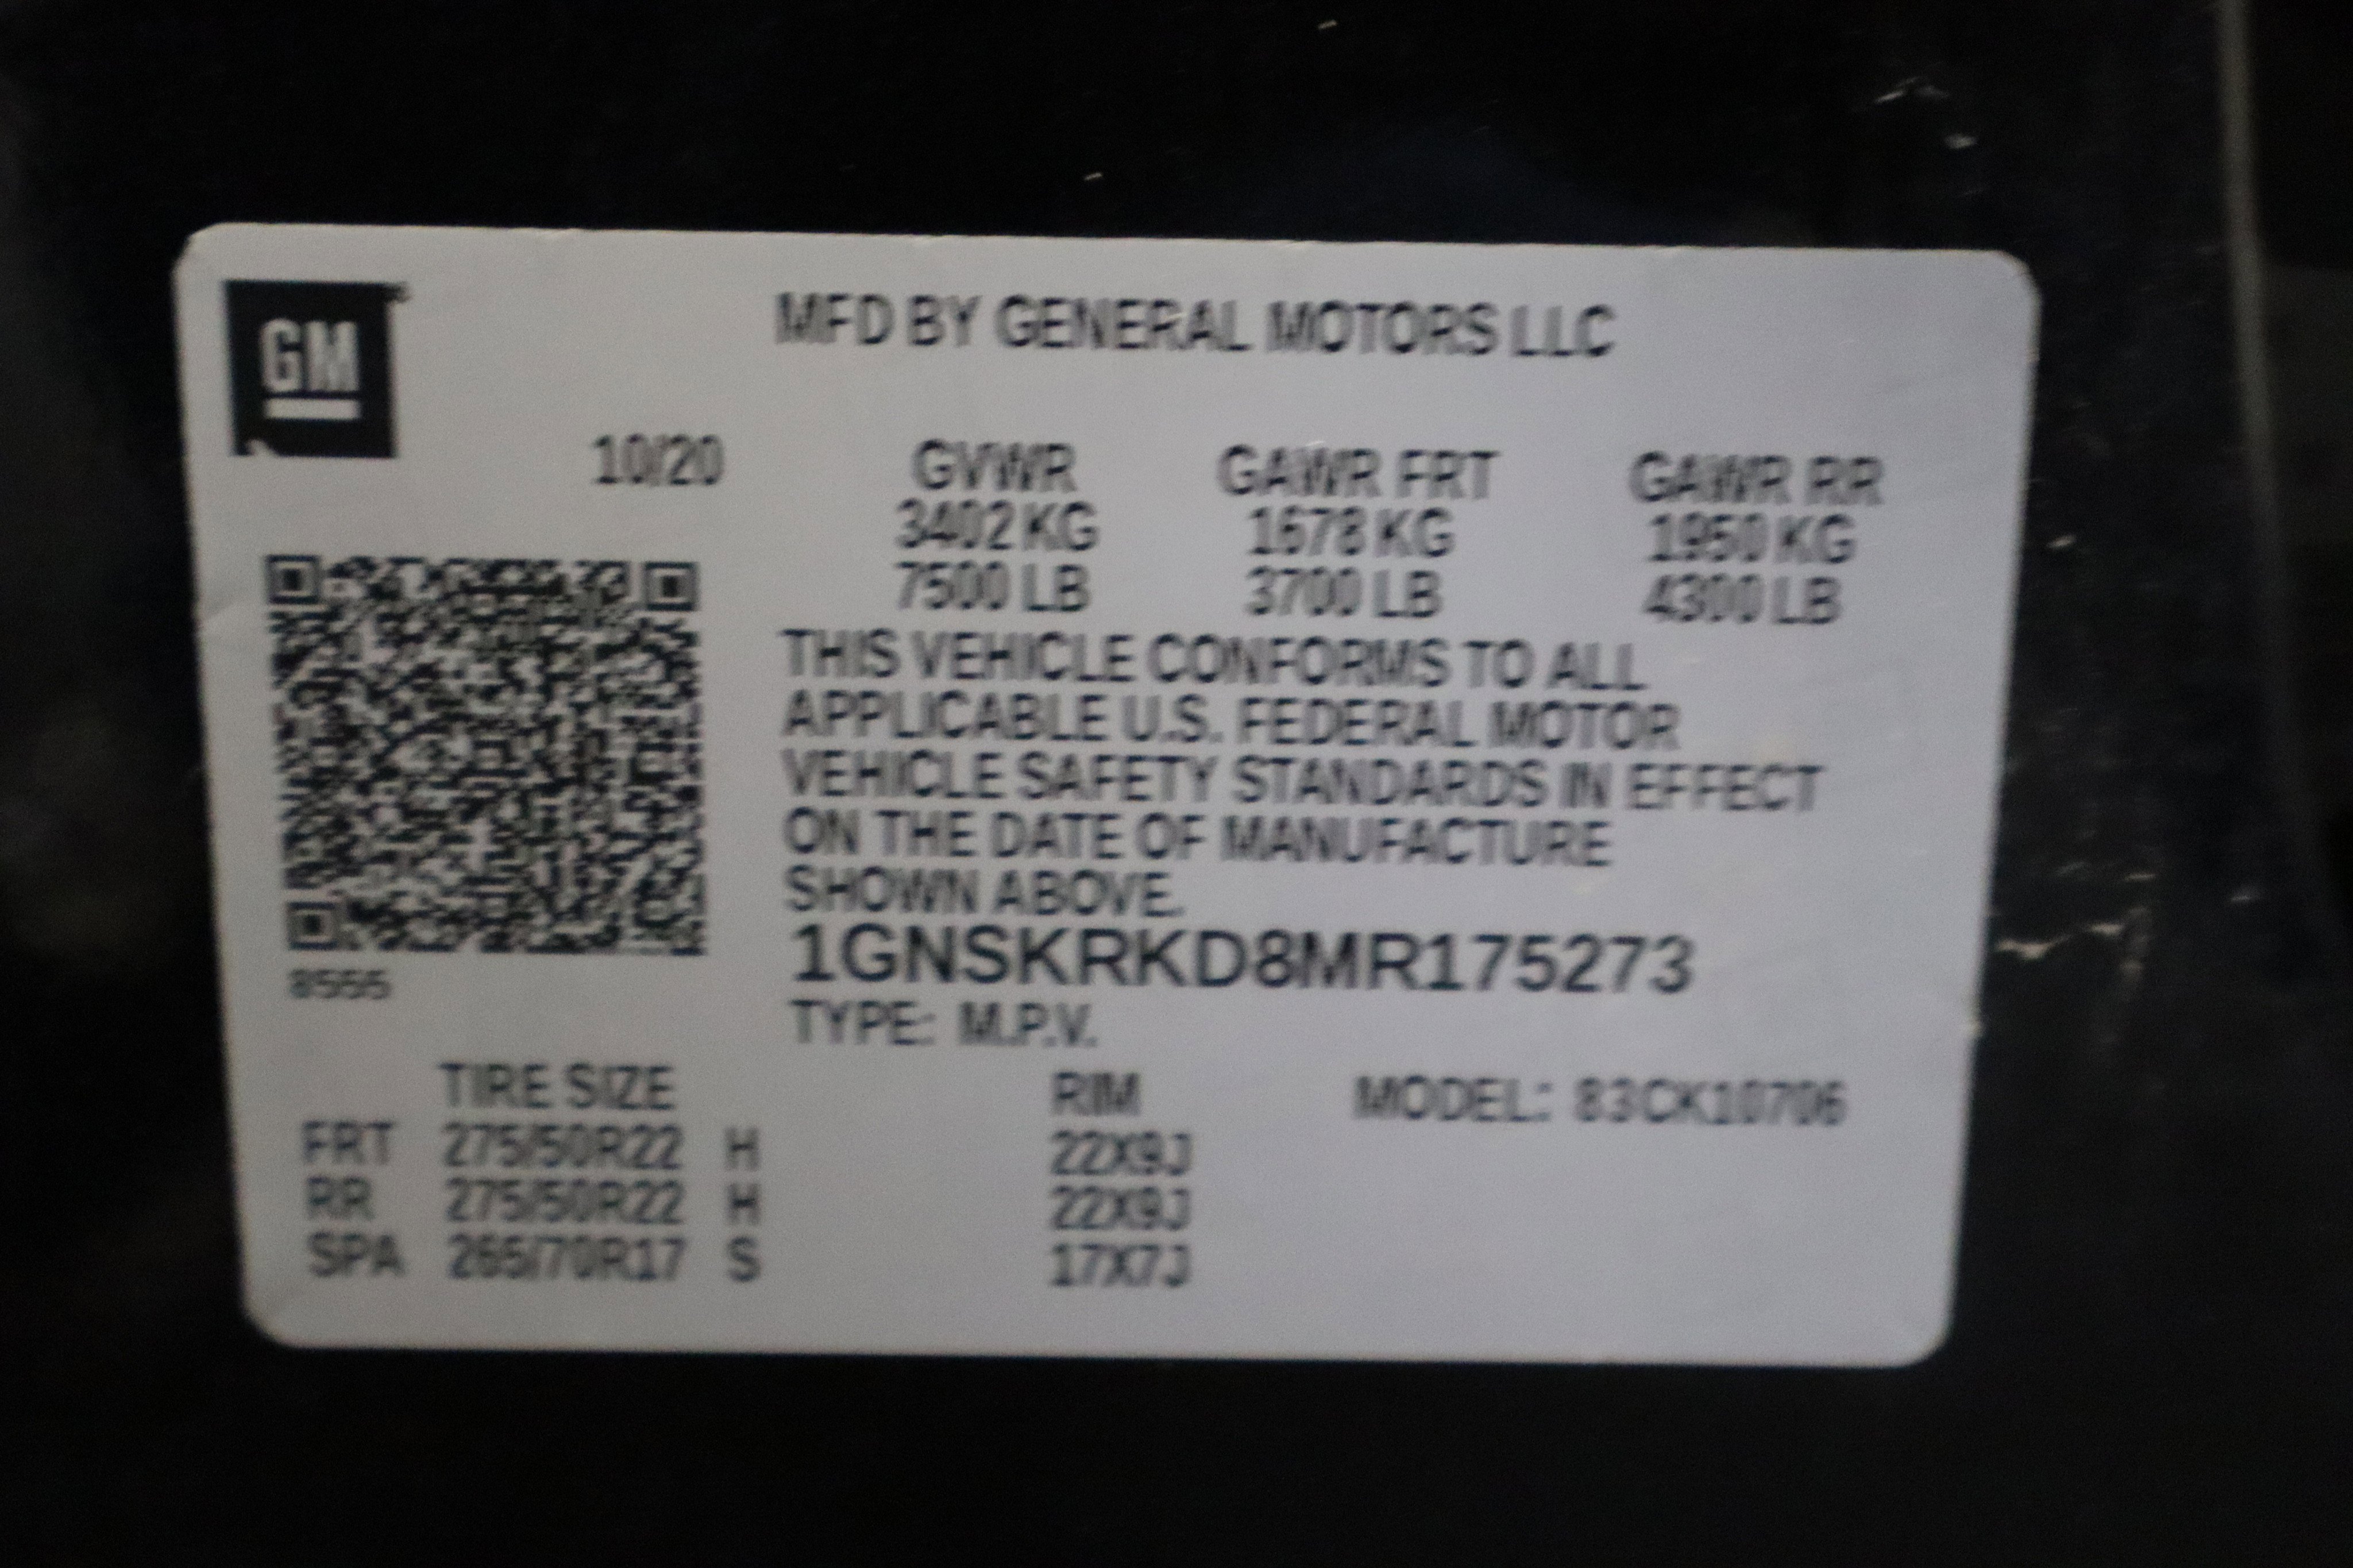 GM
MFD BY GENERAL MOTORS LLC
10/20 GVWR GAWR FRT GAWR RR
3402 KG 1678 KG 1950 KG
7500 LB 3700 LB 4300 LB
THIS VEHICLE CONFORMS TO ALL
APPLICABLE U.S. FEDERAL MOTOR
VEHICLE SAFETY STANDARDS IN EFFECT
ON THE DATE OF MANUFACTURE
SHOWN ABOVE.
1GNSKRKD8MR175273
TYPE: M.P.V.
TIRE SIZE RIM MODEL: 83CK10706
FRT 275/50R22 H 22X9J
RR 275/50R22 H 22X9J
SPA 265/70R17 S 17X7J